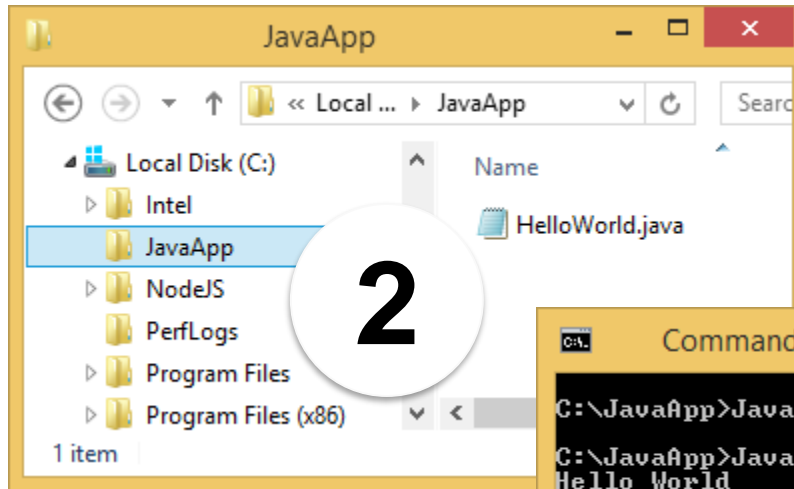 JavaApp
« Local ... JavaApp
Searc
Local Disk (C:)
Intel
JavaApp
NodeJS
PerfLogs
Program Files
Program Files (x86)
1 item
Name
HelloWorld.java
2
C:\.
Command
C:\JavaApp>Java
C:\JavaApp>Java
Hello World